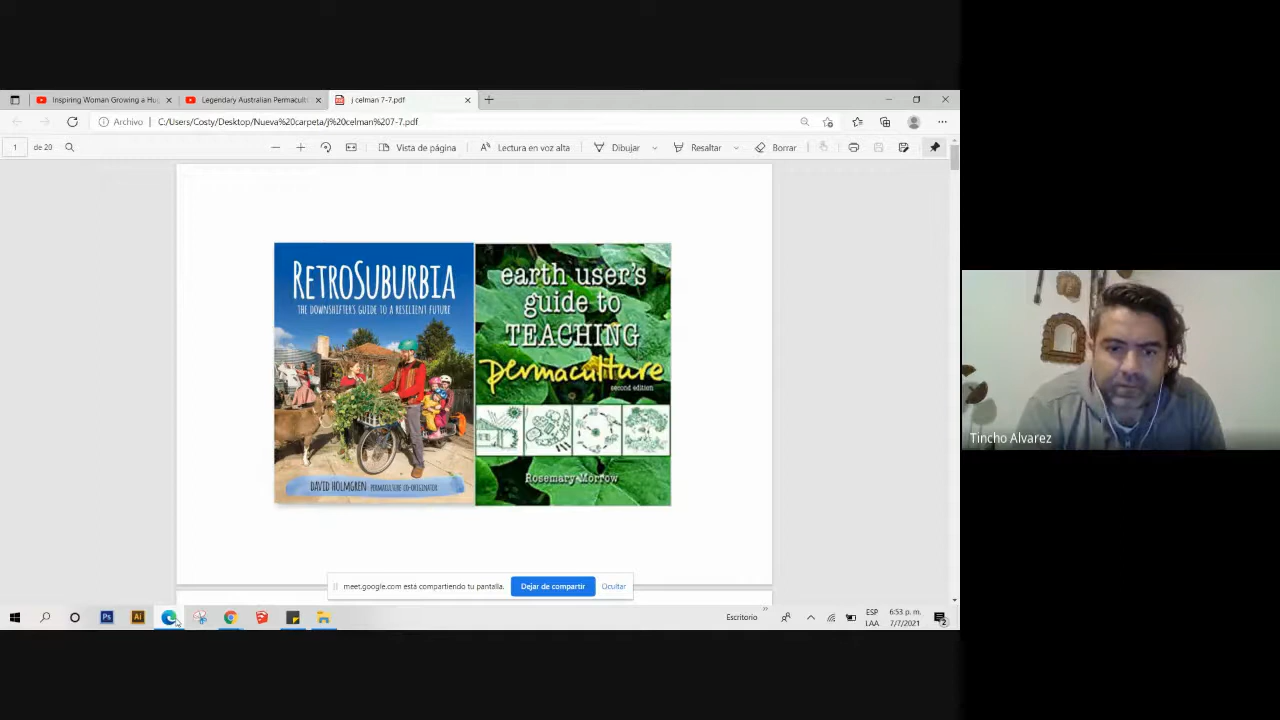 Inspiring Woman Growing a Hu
Legendary Australian Permacult
j celman 7-7.pdf
Archivo
C:/Users/Costy/Desktop/Nueva%20carpeta/j%20celman%207-7.pdf
1 de 20
Vista de página
Lectura en voz alta
Dibujar
Resaltar
Borrar
RETROSUBURBIA
THE DOWNSHIFTER'S GUIDE TO A RESILIENT FUTURE
DAVID HOLMGREN PERMACULTURE CO-ORIGINATOR
earth user's
guide to
TEACHING
permaculture
second edition
Rosemary Morrow
Tincho Alvarez
meet.google.com está compartiendo tu pantalla.
Dejar de compartir
Ocultar
Ps
Ai
Escritorio
ESP
LAA
6:53 p. m.
7/7/2021
2